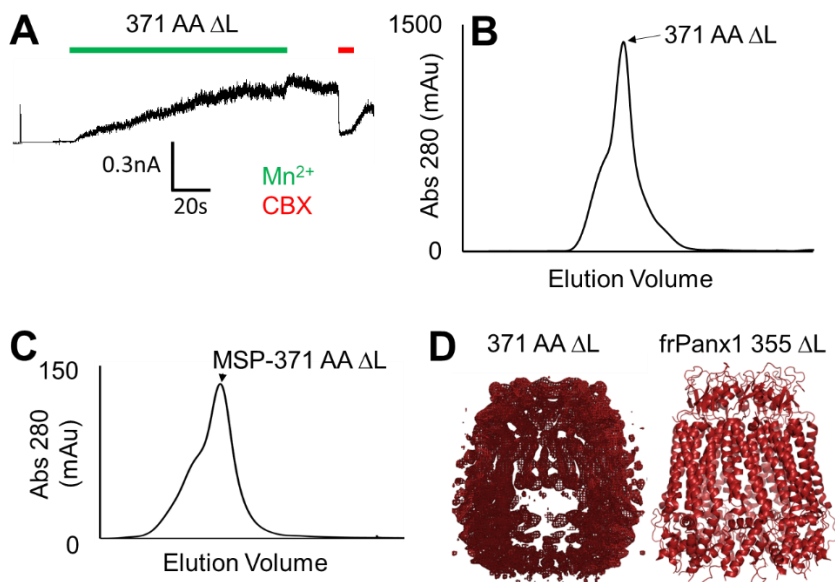 A
371 AA ΔL
0.3nA
20s
Mn²⁺
CBX
B
1500
371 AA ΔL
Abs 280 (mAu)
0
Elution Volume
C
150
MSP-371 AA ΔL
Abs 280
(mAu)
0
Elution Volume
D
371 AA ΔL
frPanx1 355 ΔL